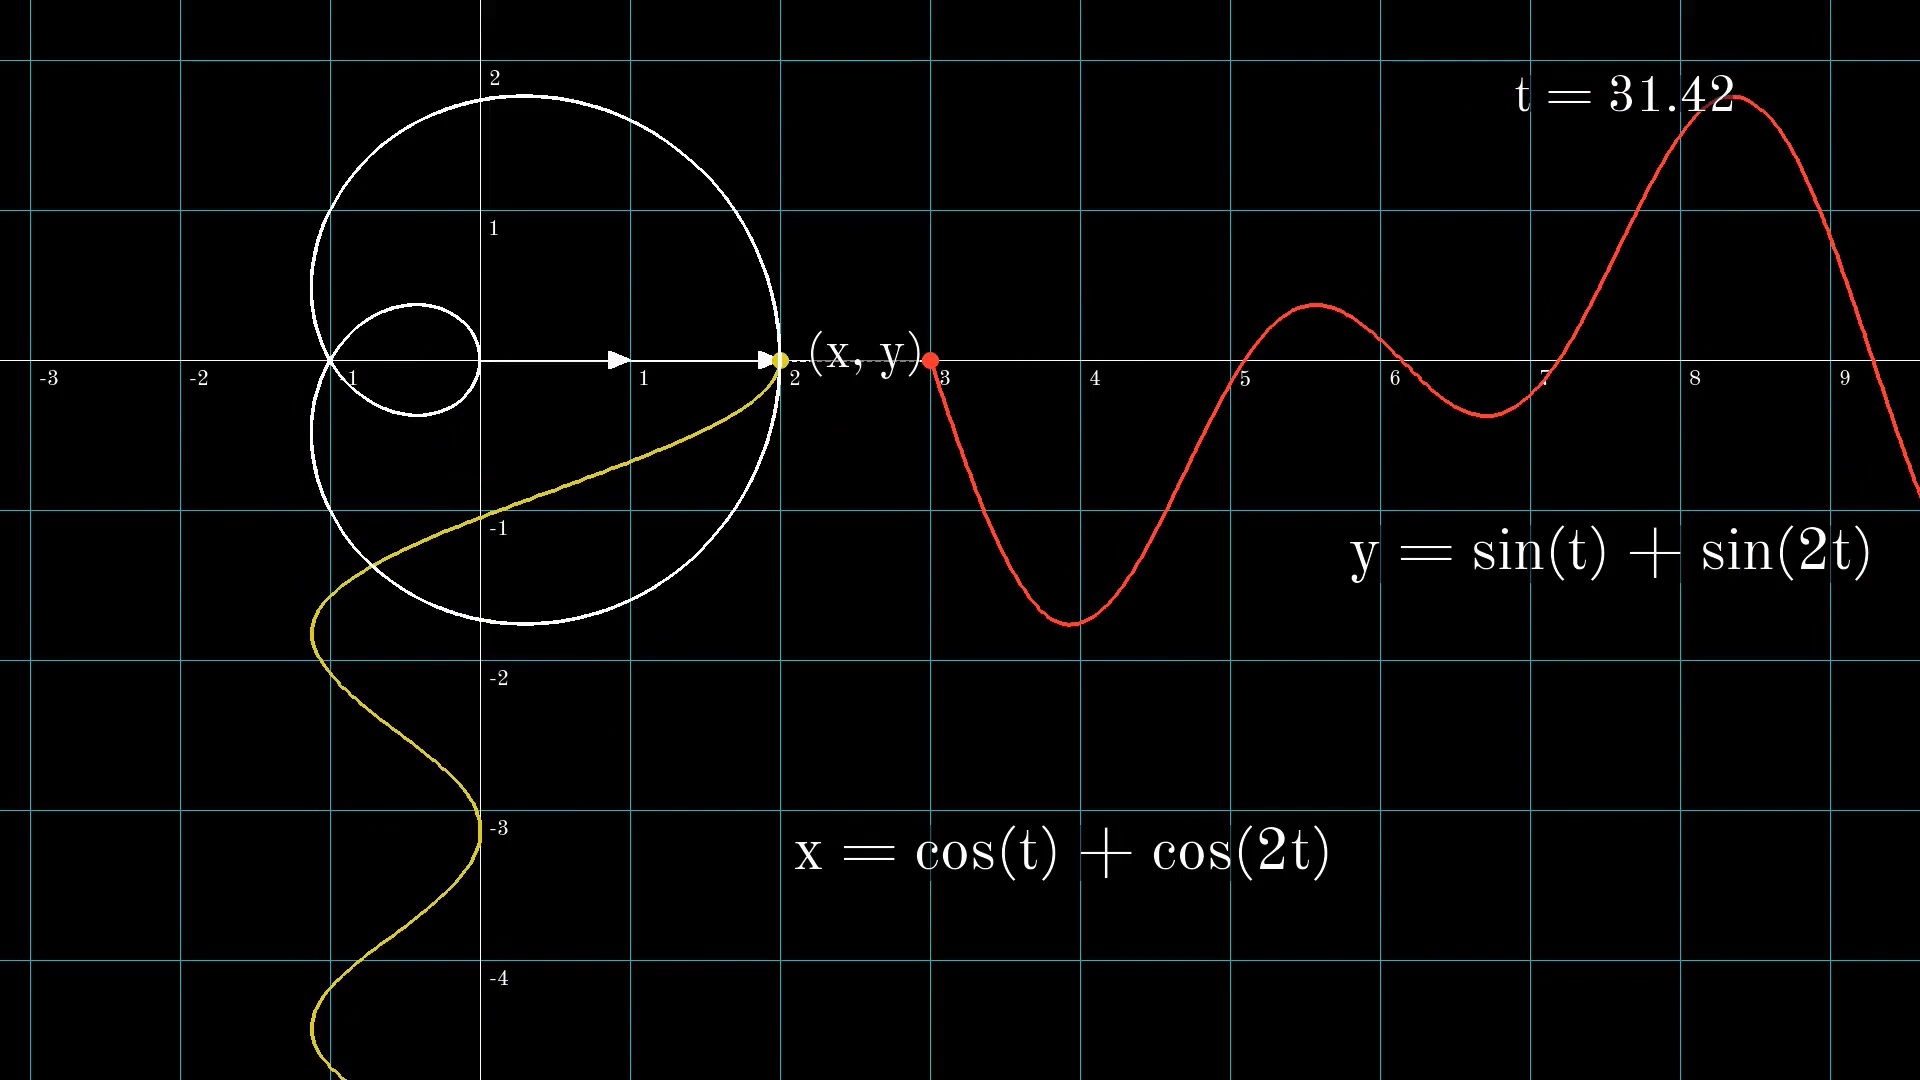 2
t = 31.42
1
(x, y)
-3 -2 1 1 2 3 4 5 6 7 8 9
-1
y = sin(t) + sin(2t)
-2
-3
x = cos(t) + cos(2t)
-4